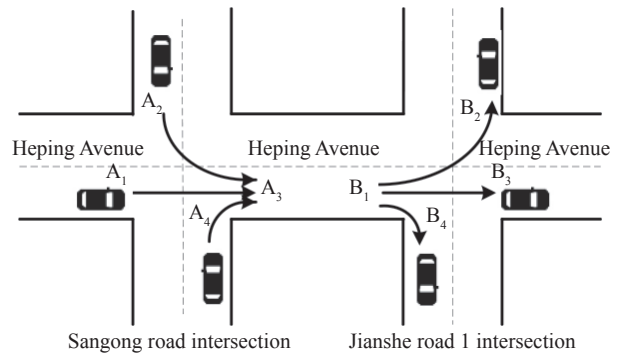 A2
B2
Heping Avenue Heping Avenue Heping Avenue
A1 A3 B1 B3
A4 B4
Sangong road intersection Jianshe road 1 intersection